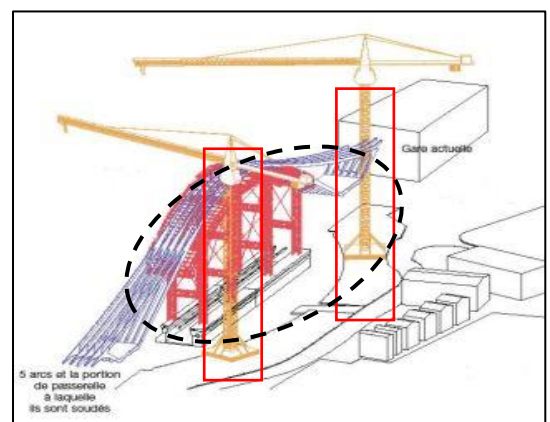 Gare actuelle
5 arcs et la portion
de passerelle
à laquelle
ils sont soudés